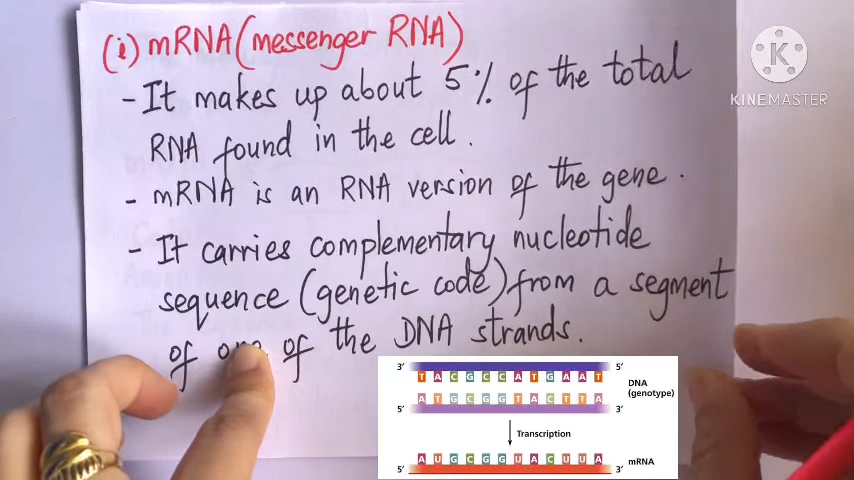 (i) mRNA (messenger RNA)
- It makes up about 5% of the total
RNA found in the cell.
- mRNA is an RNA version of the gene.
- It carries complementary nucleotide
sequence (genetic code) from a segment
of one of the DNA strands.
K
KINEMASTER
3' 5'
T A C G C C A T G A A T
DNA
(genotype)
A T G C G G T A C T T A
5' 3'
Transcription
A U G C G G U A C U U A
mRNA
5' 3'